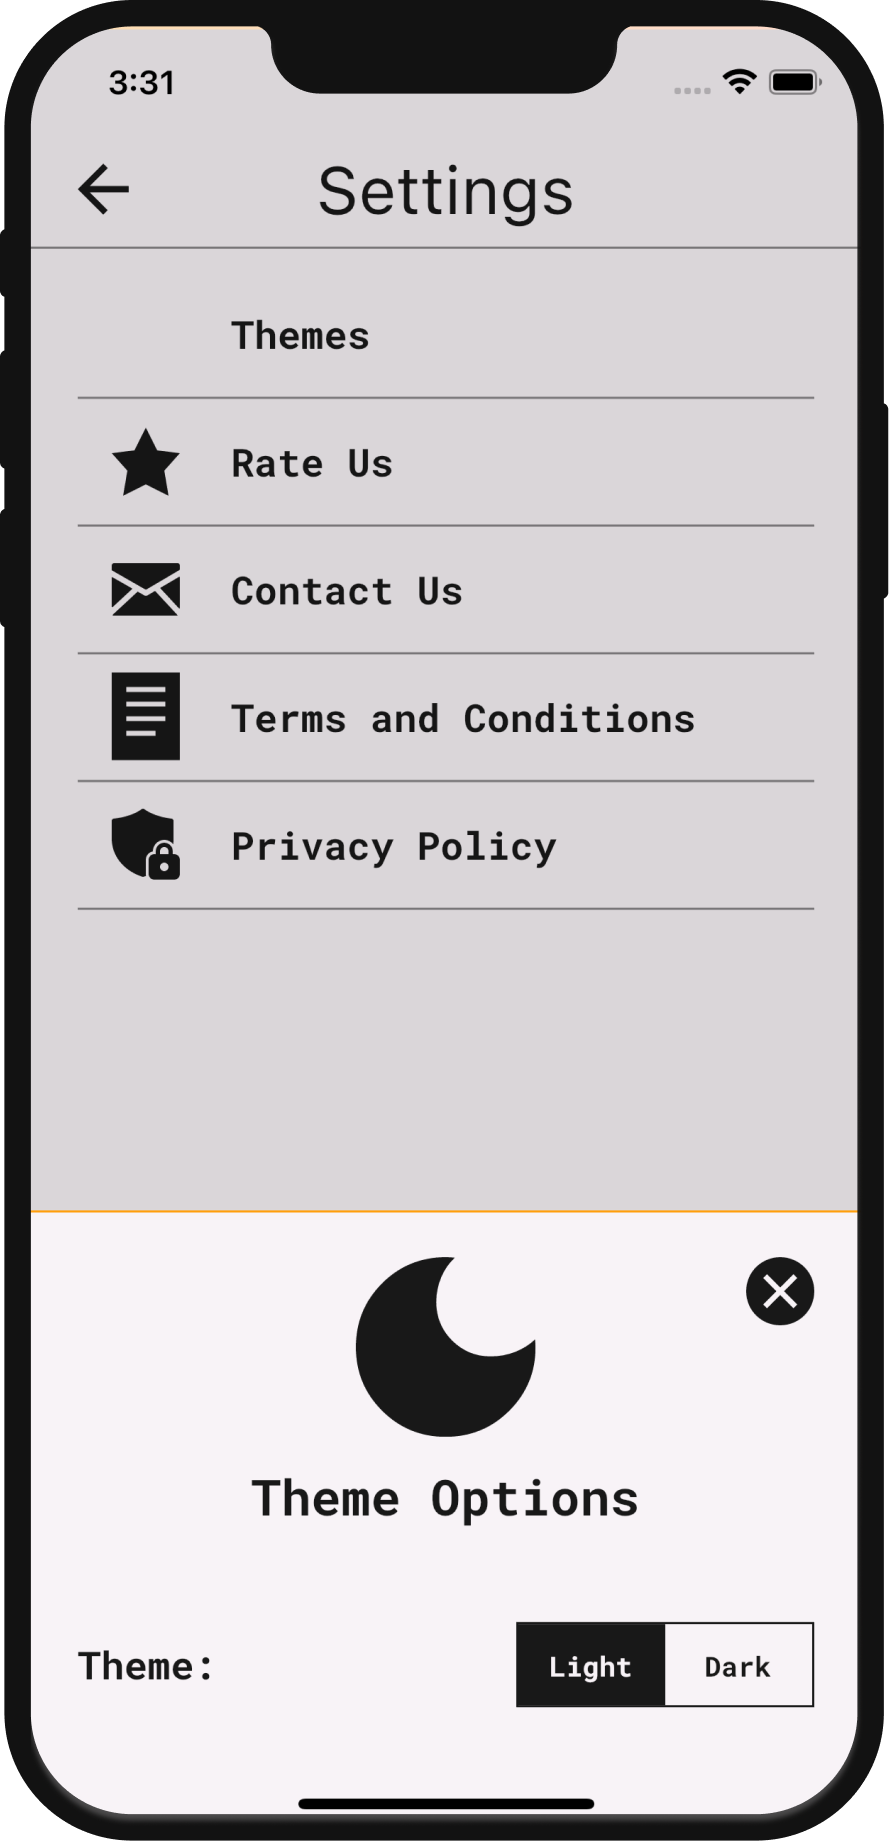 3:31
Settings
Themes
Rate Us
Contact Us
Terms and Conditions
Privacy Policy
Theme Options
Theme:
Light
Dark